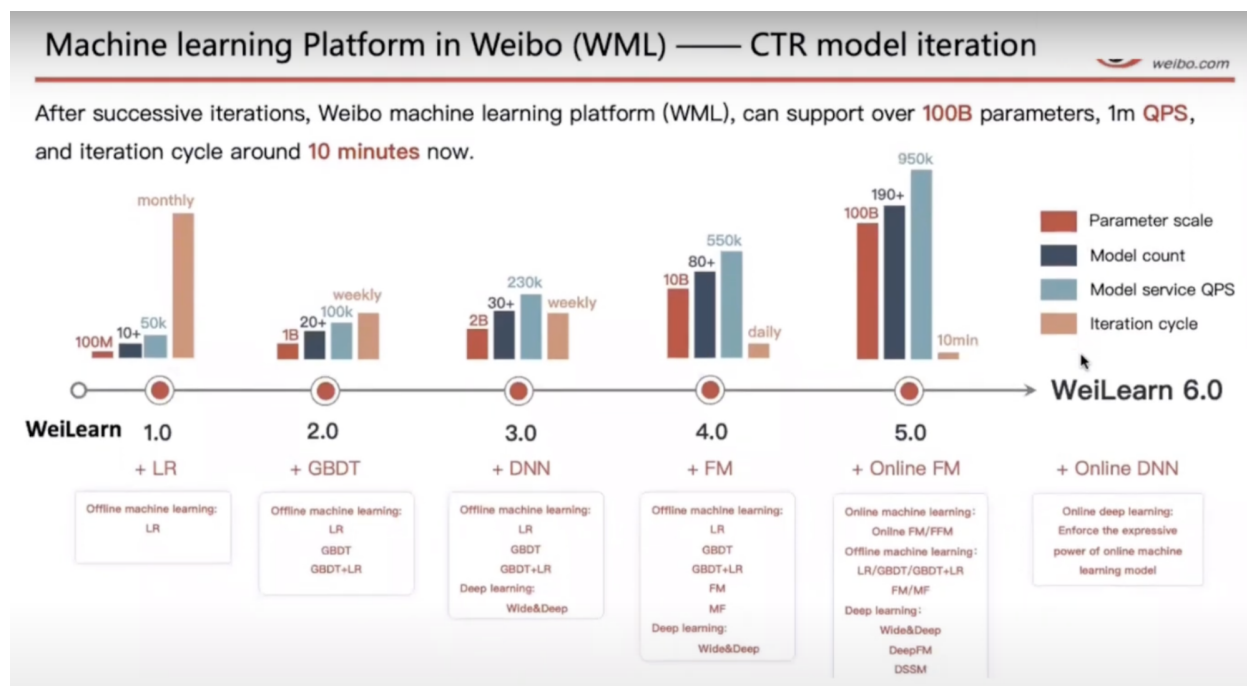 Machine learning Platform in Weibo (WML) —— CTR model iteration
weibo.com
After successive iterations, Weibo machine learning platform (WML), can support over 100B parameters, 1m QPS,
and iteration cycle around 10 minutes now.
100M
10+
50k
monthly
1B
20+
100k
weekly
2B
30+
230k
weekly
10B
80+
550k
daily
100B
190+
950k
10min
Parameter scale
Model count
Model service QPS
Iteration cycle
WeiLearn 1.0 2.0 3.0 4.0 5.0 WeiLearn 6.0
+ LR
Offline machine learning:
LR
+ GBDT
Offline machine learning:
LR
GBDT
GBDT+LR
+ DNN
Offline machine learning:
LR
GBDT
GBDT+LR
Deep learning:
Wide&Deep
+ FM
Offline machine learning:
LR
GBDT
GBDT+LR
FM
MF
Deep learning:
Wide&Deep
+ Online FM
Online machine learning:
Online FM/FFM
Offline machine learning:
LR/GBDT/GBDT+LR
FM/MF
Deep learning:
Wide&Deep
DeepFM
DSSM
+ Online DNN
Online deep learning:
Enforce the expressive
power of online machine
learning model